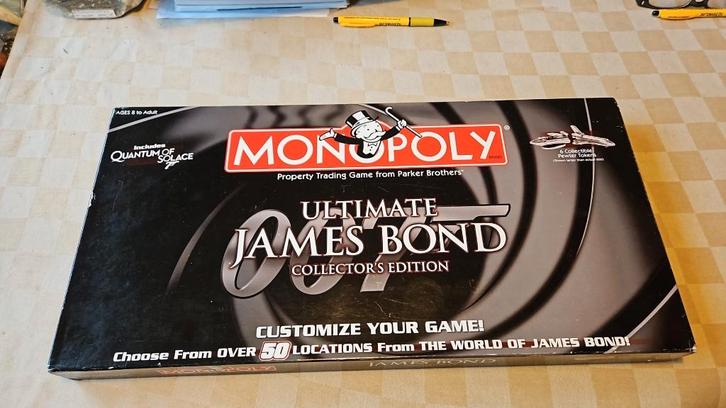 AGES 8 to Adult
Includes
QUANTUM OF SOLACE
MONOPOLY
Property Trading Game from Parker Brothers
6 Collectible
Pewter Tokens
007
ULTIMATE
JAMES BOND
COLLECTOR'S EDITION
CUSTOMIZE YOUR GAME!
Choose From OVER 50 LOCATIONS From THE WORLD OF JAMES BOND!
MONOPOLY
JAMES BOND